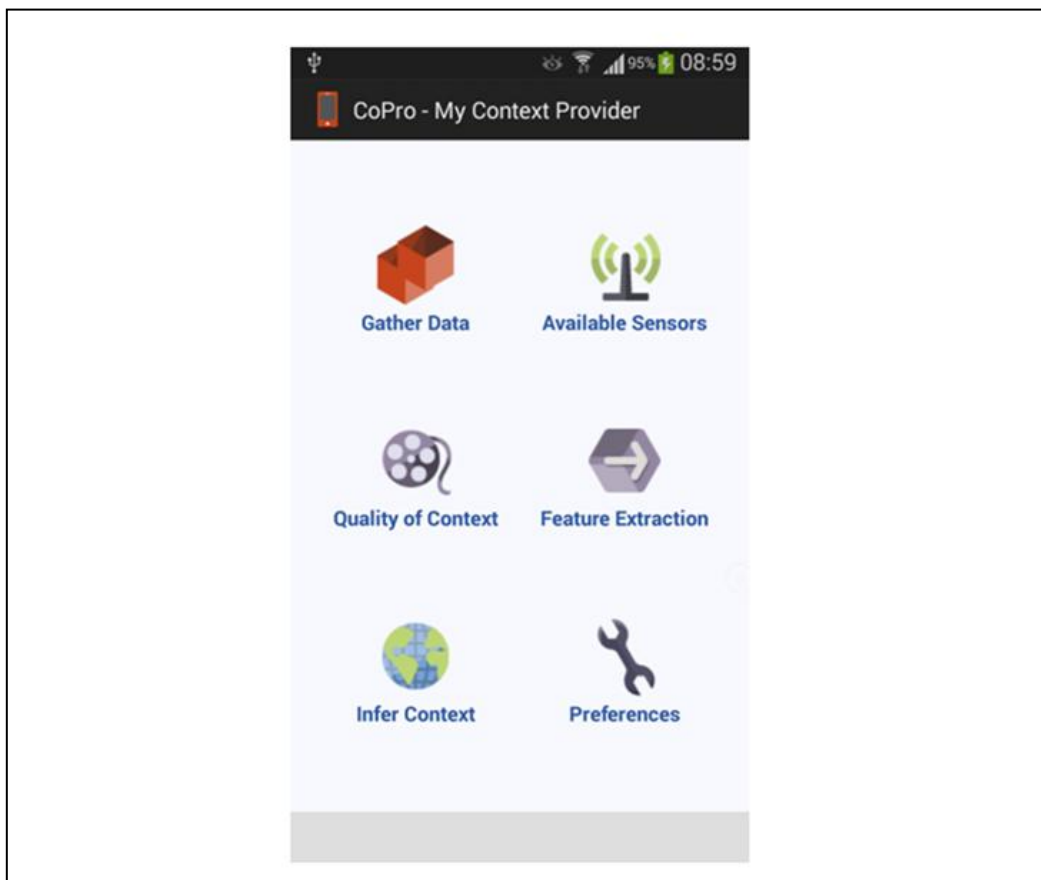 95% 08:59
CoPro - My Context Provider
Gather Data Available Sensors
Quality of Context Feature Extraction
Infer Context Preferences